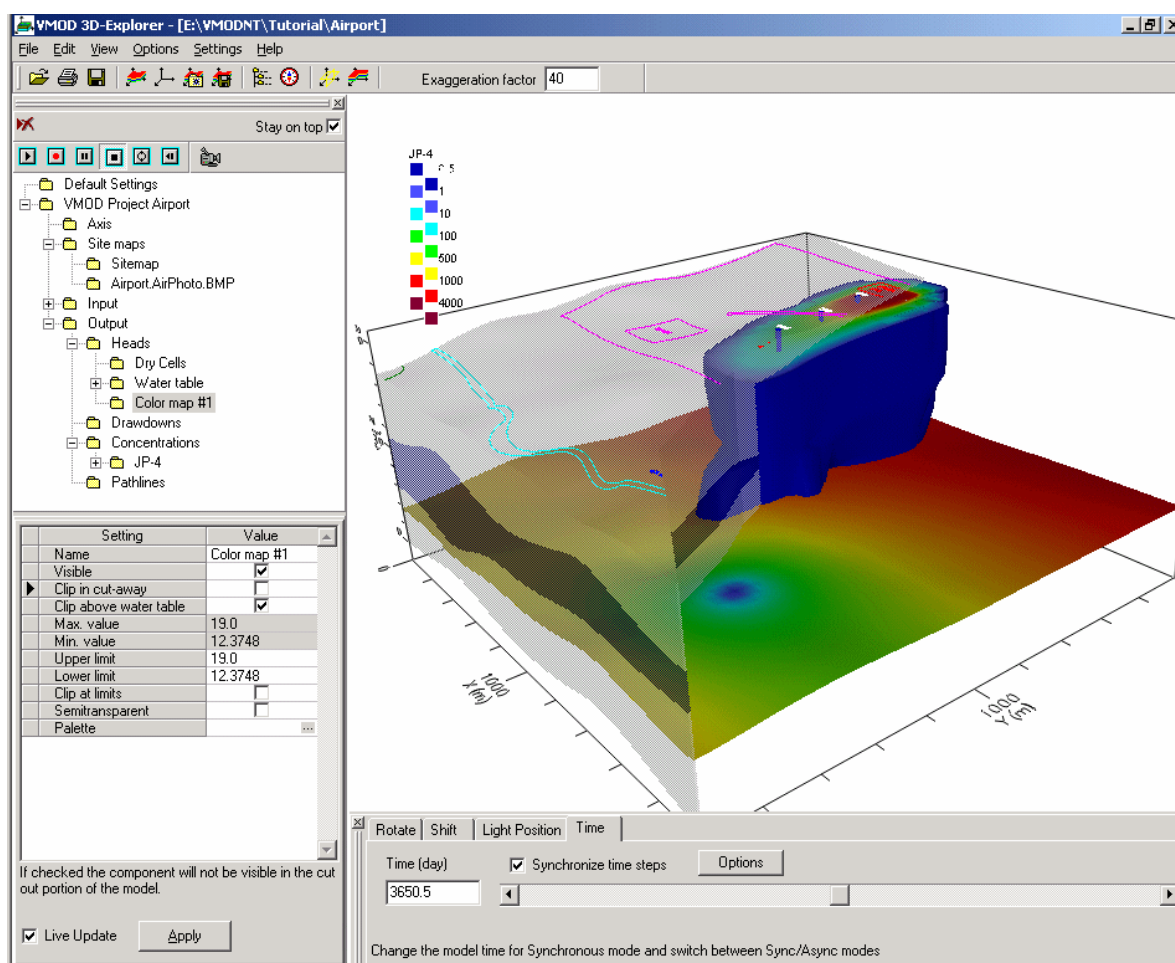 VMOD 3D-Explorer - [E:\VMODNT\Tutorial\Airport]
File Edit View Options Settings Help
Exaggeration factor 40
Stay on top
Default Settings
VMOD Project Airport
Axis
Site maps
Sitemap
Airport.AirPhoto.BMP
Input
Output
Heads
Dry Cells
Water table
Color map #1
Drawdowns
Concentrations
JP-4
Pathlines
Setting Value
Name Color map #1
Visible
Clip in cut-away
Clip above water table
Max. value 19.0
Min. value 12.3748
Upper limit 19.0
Lower limit 12.3748
Clip at limits
Semitransparent
Palette ...
If checked the component will not be visible in the cut
out portion of the model.
Live Update Apply
JP-4
1
10
100
500
1000
4000
0
1000
X (m)
1000
Y (m)
Rotate Shift Light Position Time
Time (day) Synchronize time steps Options
3650.5
Change the model time for Synchronous mode and switch between Sync/Async modes